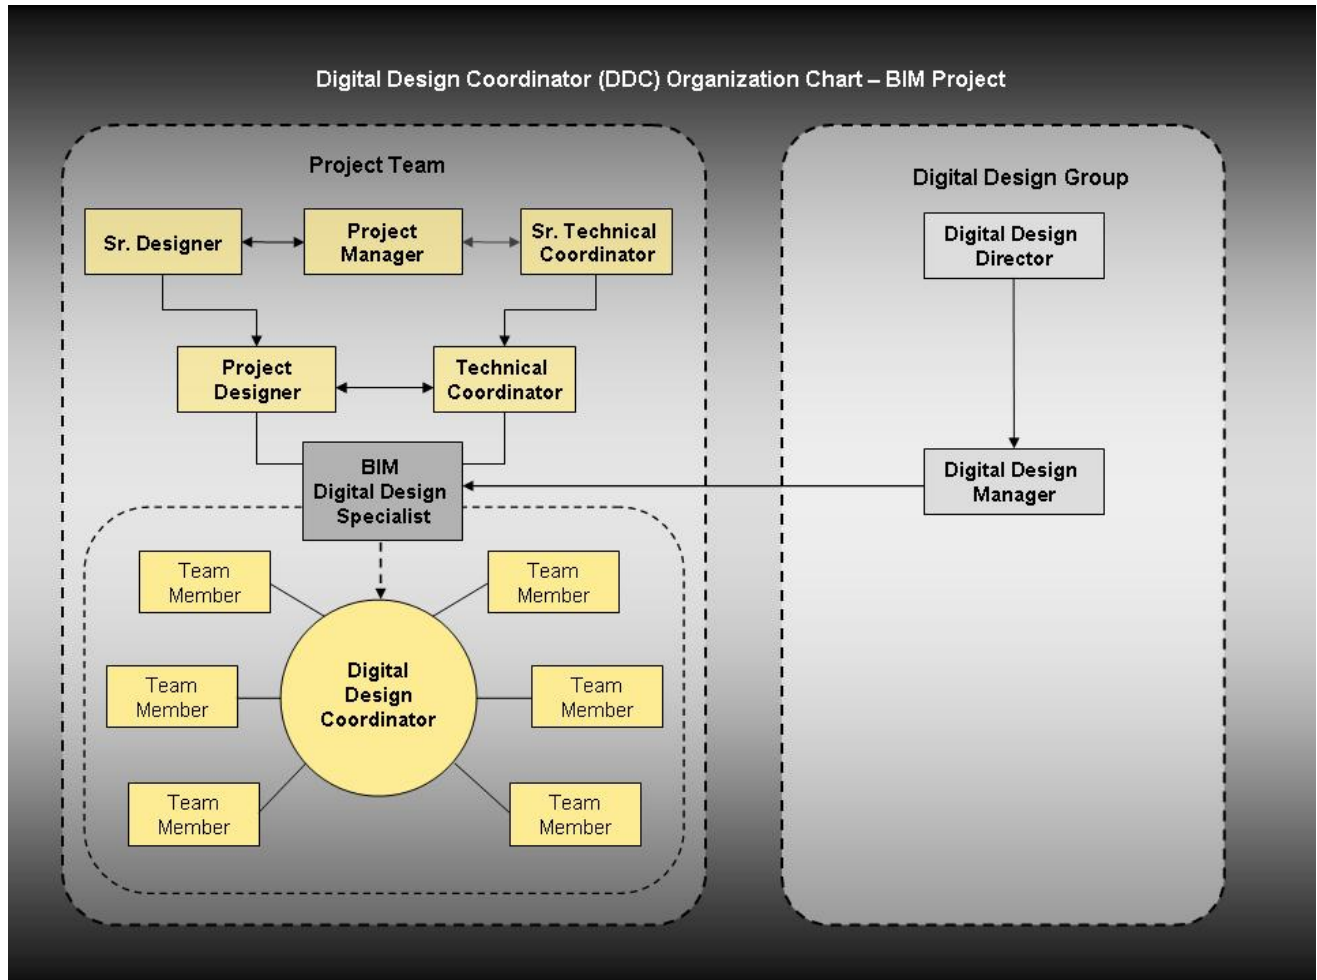 Digital Design Coordinator (DDC) Organization Chart – BIM Project
Project Team
Sr. Designer
Project
Manager
Sr. Technical
Coordinator
Project
Designer
Technical
Coordinator
BIM
Digital Design
Specialist
Team
Member
Team
Member
Digital
Design
Coordinator
Team
Member
Team
Member
Team
Member
Team
Member
Digital Design Group
Digital Design
Director
Digital Design
Manager